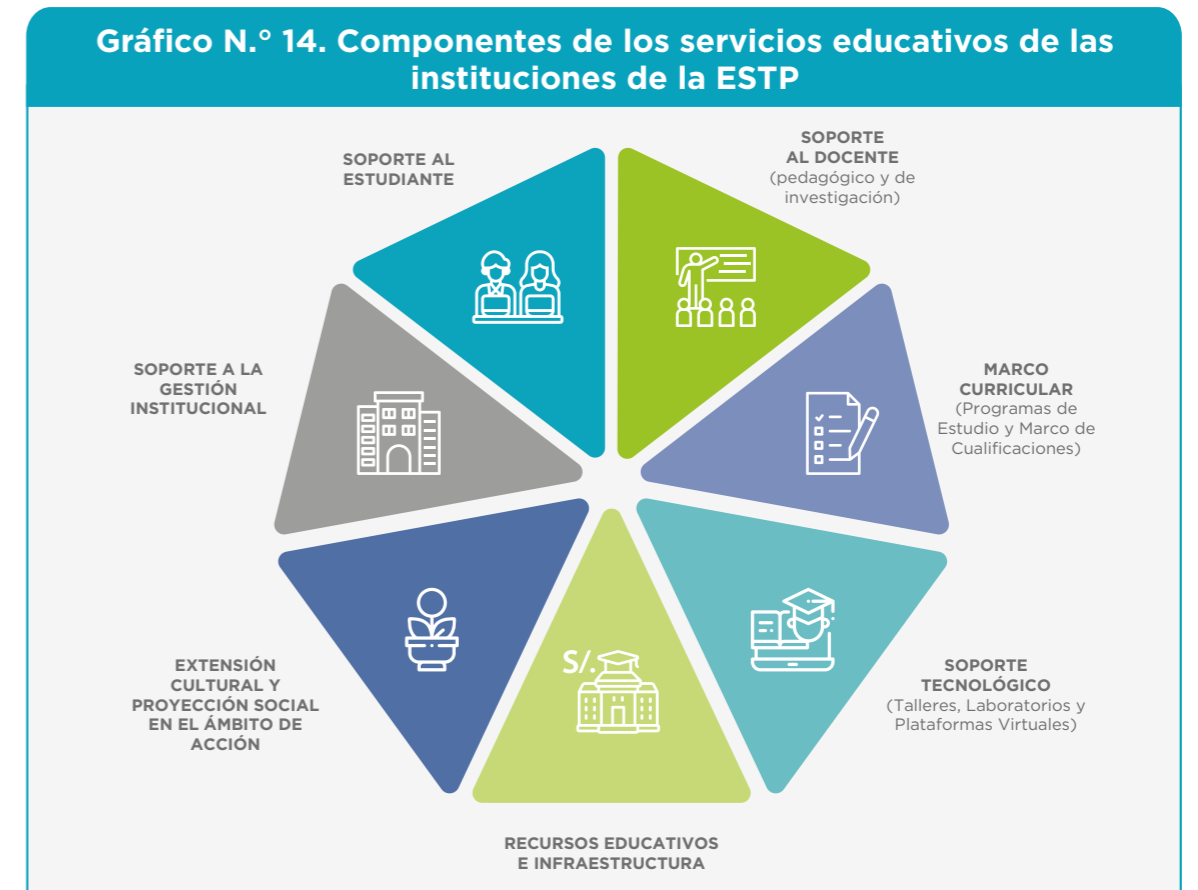 Gráfico N.° 14. Componentes de los servicios educativos de las
instituciones de la ESTP
SOPORTE AL
ESTUDIANTE
SOPORTE
AL DOCENTE
(pedagógico y de
investigación)
MARCO
CURRICULAR
(Programas de
Estudio y Marco de
Cualificaciones)
SOPORTE
TECNOLÓGICO
(Talleres, Laboratorios y
Plataformas Virtuales)
S/.
RECURSOS EDUCATIVOS
E INFRAESTRUCTURA
EXTENSIÓN
CULTURAL Y
PROYECCIÓN SOCIAL
EN EL ÁMBITO DE
ACCIÓN
SOPORTE A LA
GESTIÓN
INSTITUCIONAL